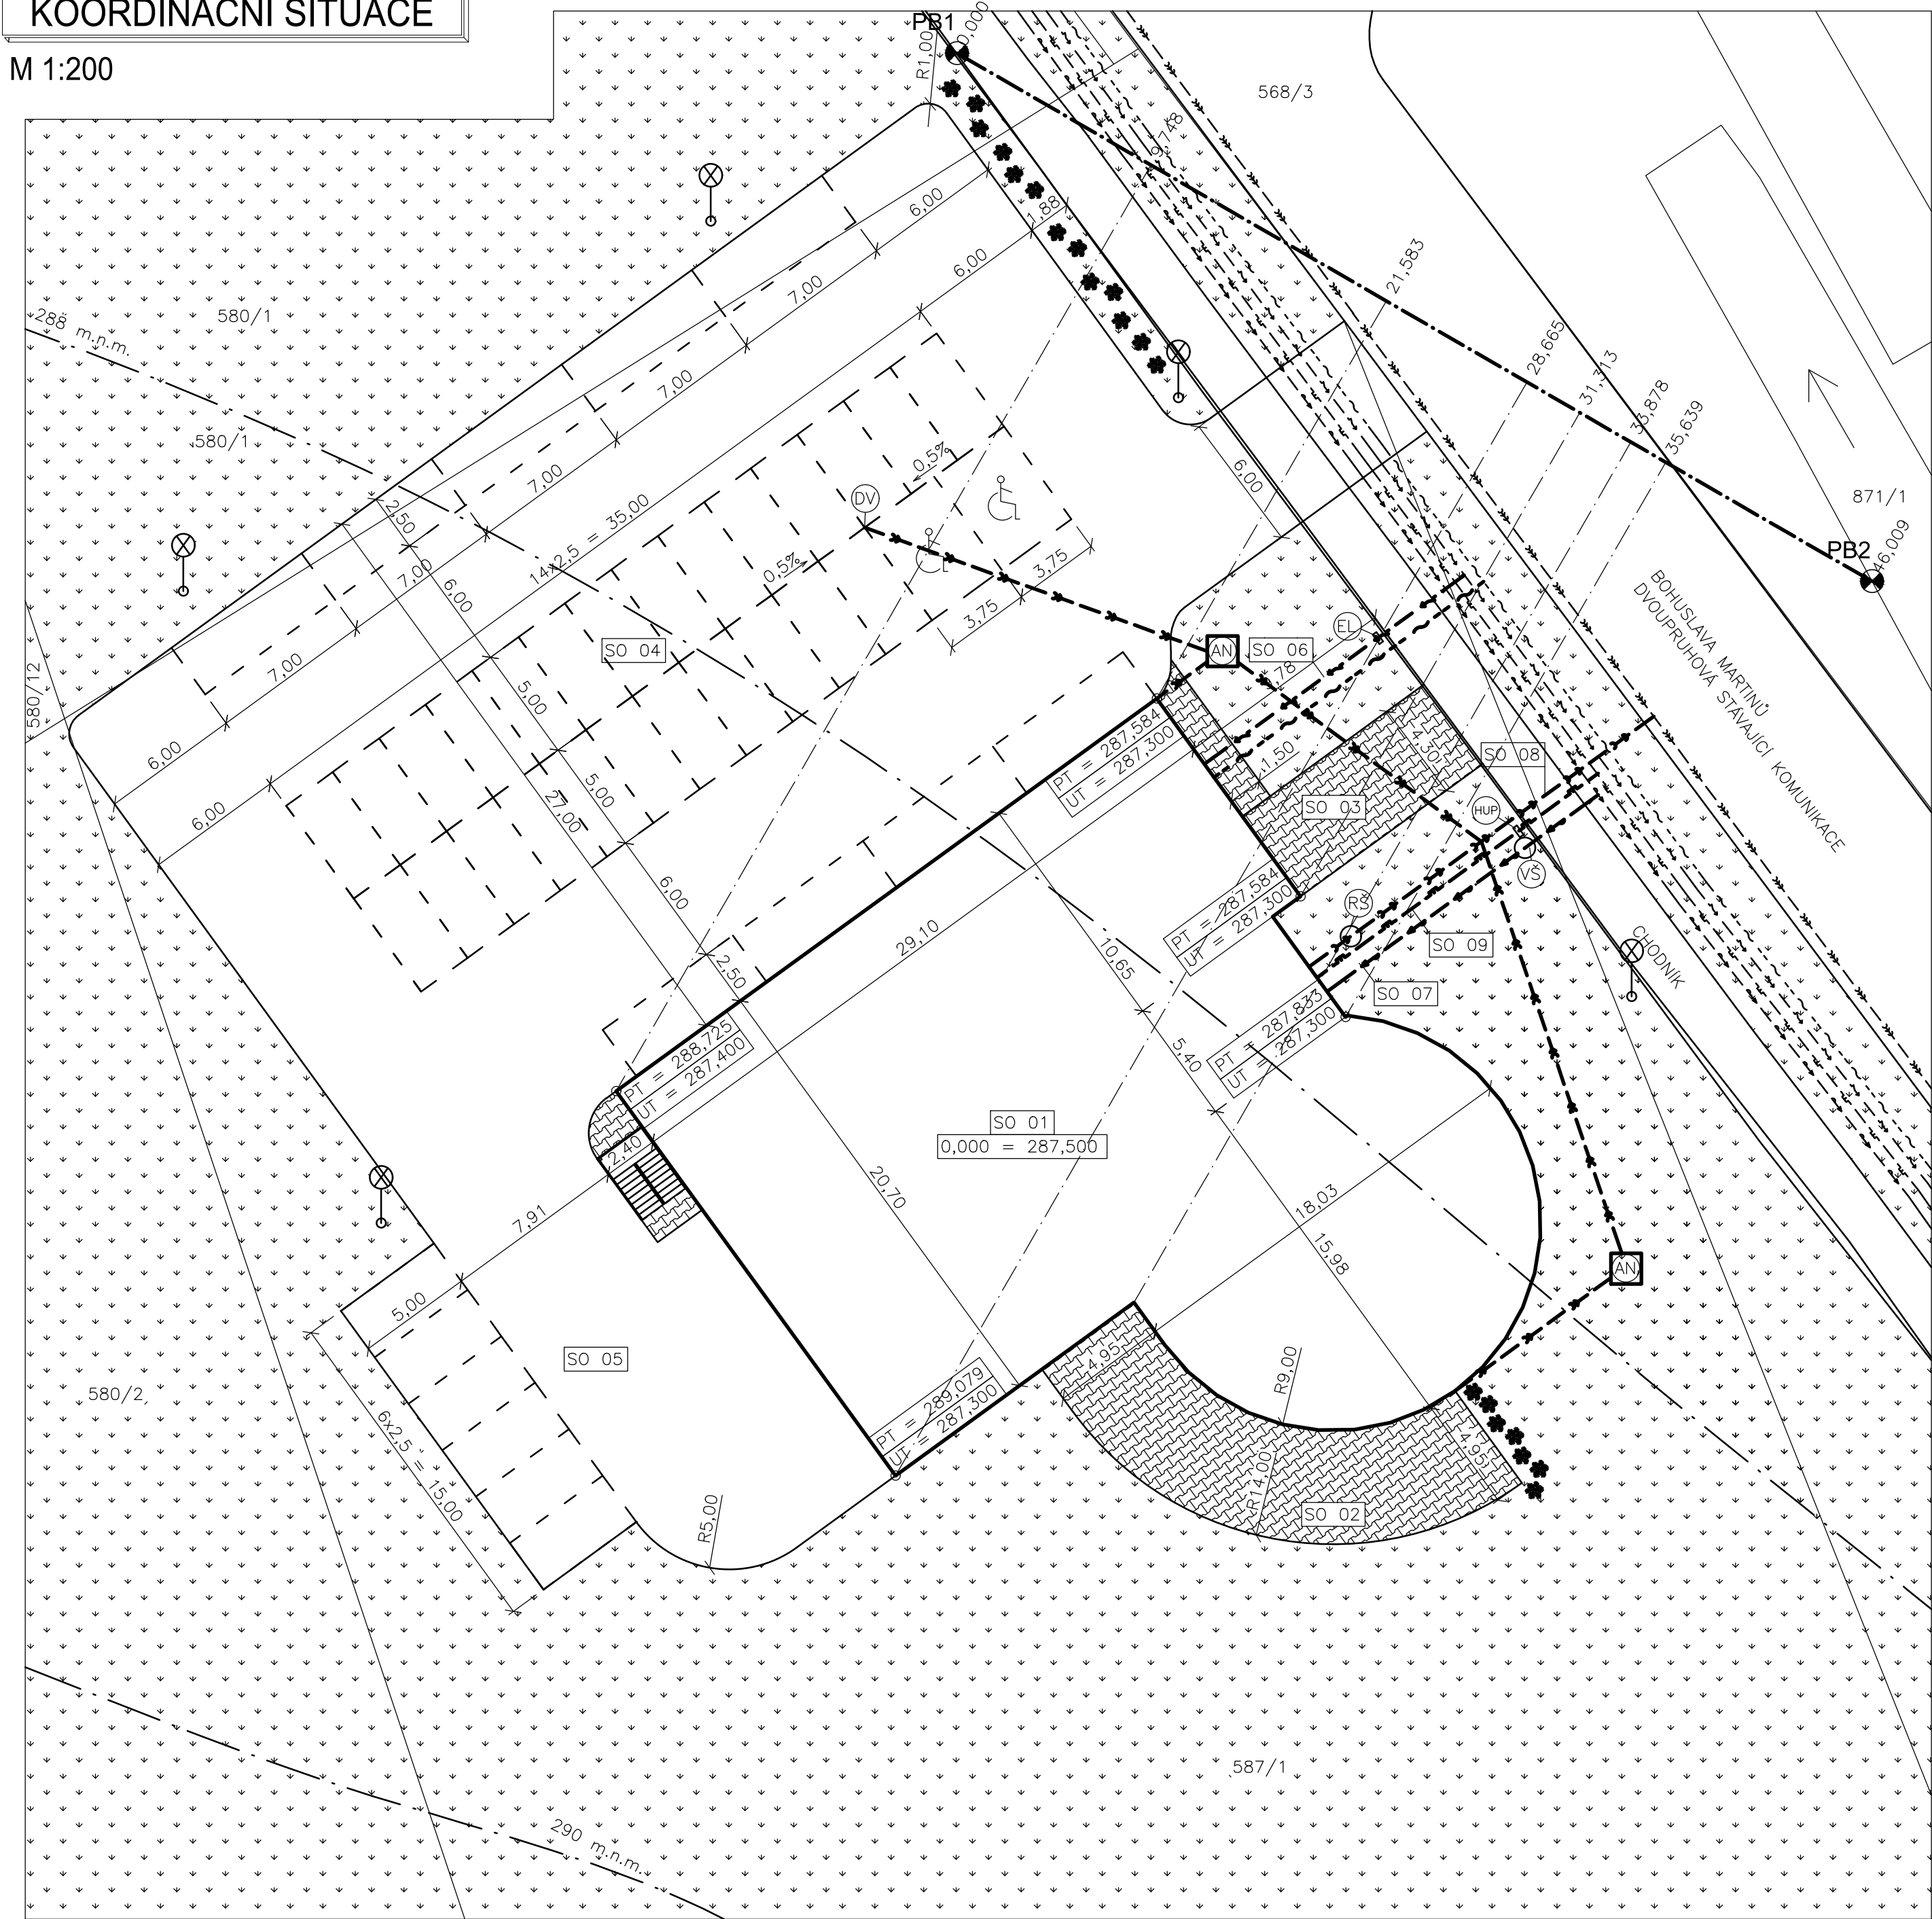 KOORDINAČNÍ SITUACE
M 1:200
PB1
0,000
R1,00
568/3
9,748
6,00
1,88
7,00
6,00
7,00
21,583
580/1
288 m.n.m.
7,00
28,665
31,313
33,878
35,639
580/1
7,00
0,5%
6,00
DV
2,50
14x2,5 = 35,00
871/1
PB2
46,009
7,00
6,00
0,5%
3,75
3,75
BOHUSLAVA MARTINŮ
DVOUPRUHOVÁ STÁVAJÍCÍ KOMUNIKACE
EL
SO 04
AN
SO 06
7,00
580/12
5,00
PT = 287,584
UT = 287,300
4,30
1,50
SO 08
6,00
5,00
27,00
SO 03
HUP
6,00
VŠ
6,00
PT = 287,584
UT = 287,300
RŠ
29,10
10,65
SO 09
CHODNÍK
2,50
SO 07
PT = 288,725
UT = 287,400
PT = 287,833
UT = 287,300
5,40
SO 01
0,000 = 287,500
2,40
20,70
18,03
7,91
15,98
AN
5,00
SO 05
4,95
R9,00
580/2
PT = 289,079
UT = 287,300
6x2,5 = 15,00
4,95
R5,00
R14,00
SO 02
587/1
290 m.n.m.